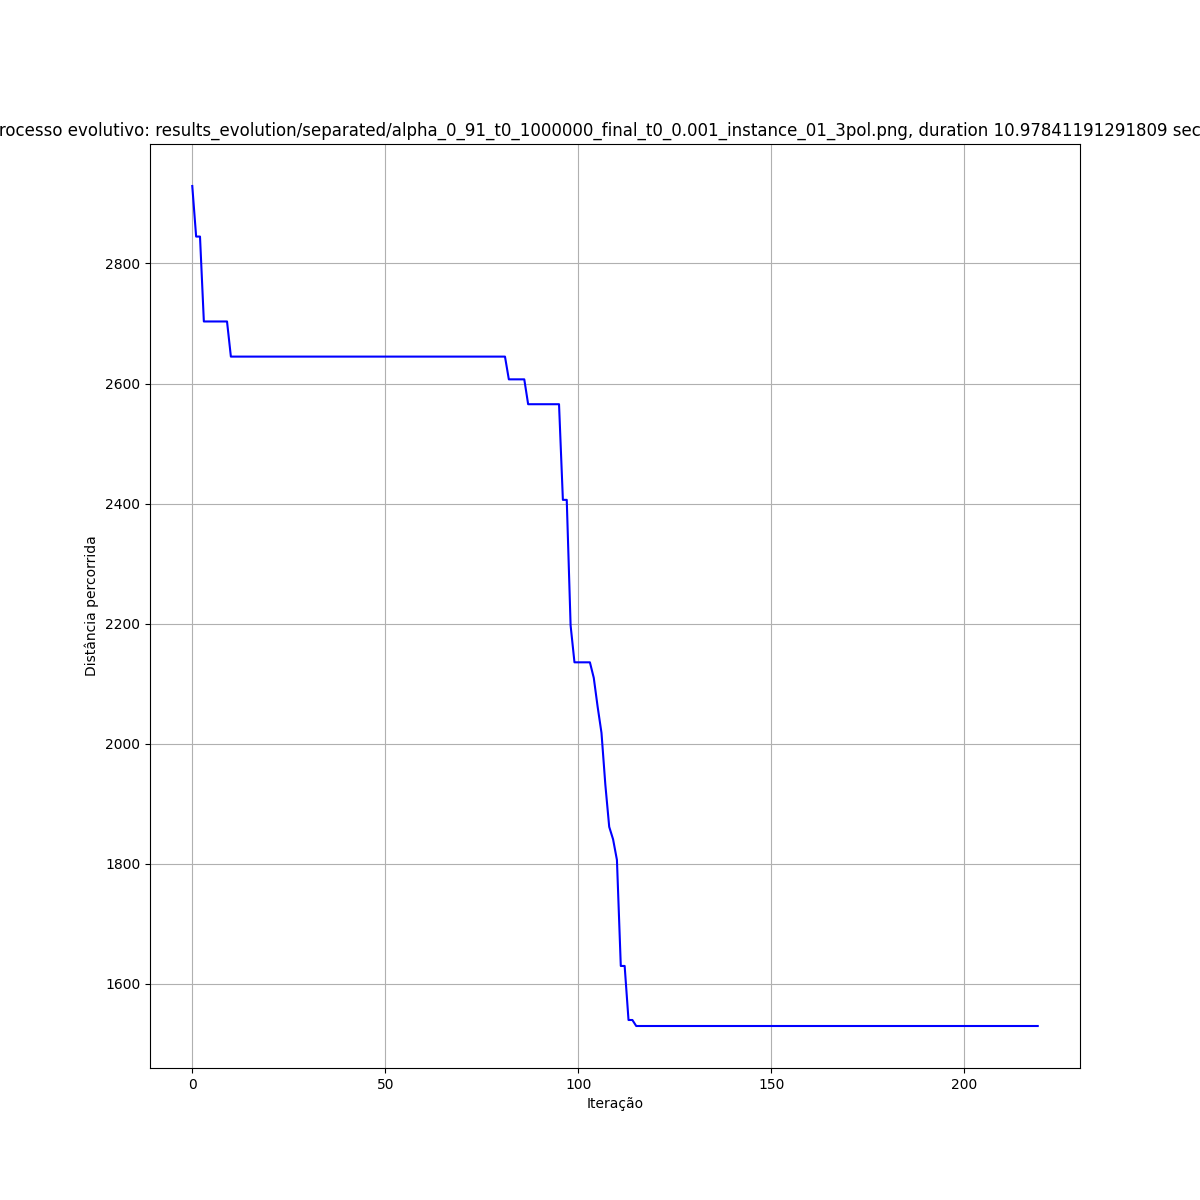 rocesso evolutivo: results_evolution/separated/alpha_0_91_t0_1000000_final_t0_0.001_instance_01_3pol.png, duration 10.97841191291809 sec
2800
2600
2400
2200
2000
1800
1600
Distância percorrida
0 50 100 150 200
Iteração